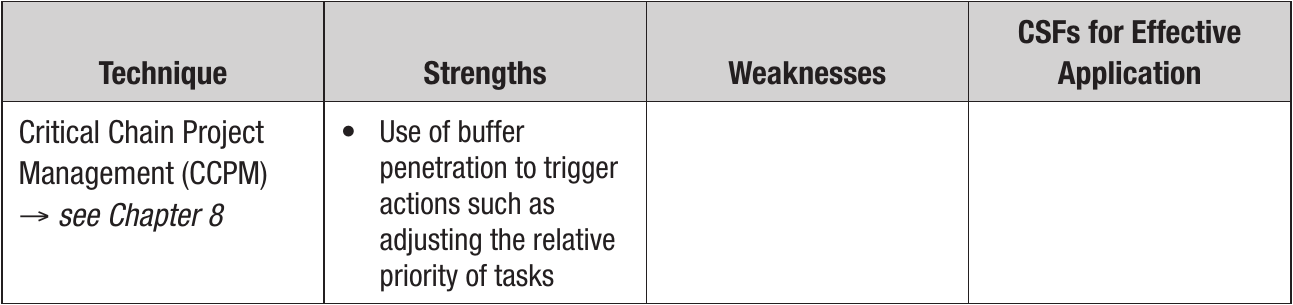 Technique
Strengths
Weaknesses
CSFs for Effective
Application
Critical Chain Project
Management (CCPM)
→ see Chapter 8
• Use of buffer
penetration to trigger
actions such as
adjusting the relative
priority of tasks